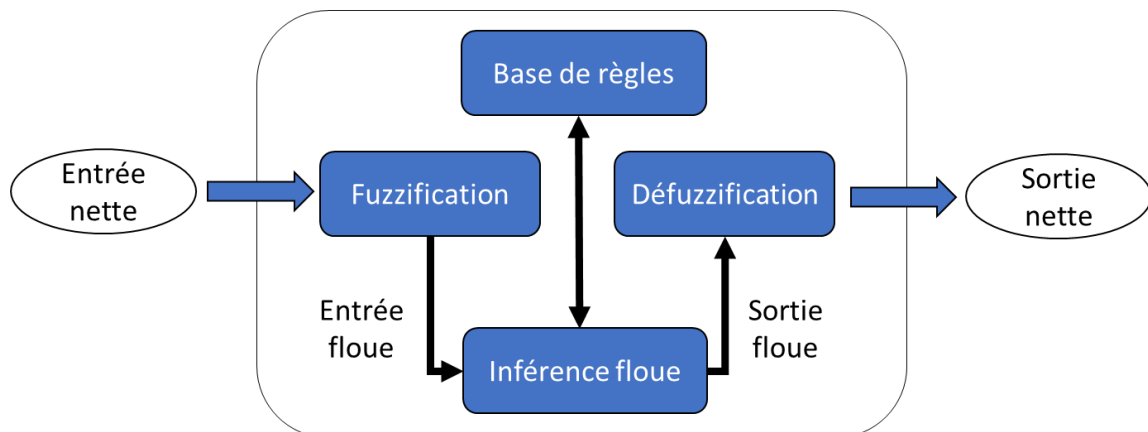 Base de règles
Entrée
nette
Fuzzification
Défuzzification
Sortie
nette
Entrée
floue
Inférence floue
Sortie
floue